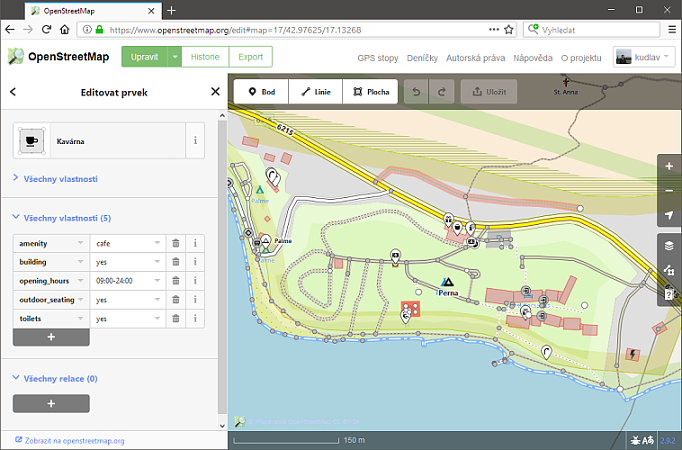 OpenStreetMap
https://www.openstreetmap.org/edit#map=17/42.97625/17.13268
Vyhledat
OpenStreetMap
Upravit
Historie
Export
GPS stopy
Deníčky
Autorská práva
Nápověda
O projektu
kudlav
Editovat prvek
Bod
Linie
Plocha
Uložit
Kavárna
Všechny vlastnosti
Všechny vlastnosti (5)
amenity cafe
building yes
opening_hours 09:00-24:00
outdoor_seating yes
toilets yes
Všechny relace (0)
Zobrazit na openstreetmap.org
St. Anna
6215
6215
Palme
Palme
Palme
Perna
150 m
2.9.2